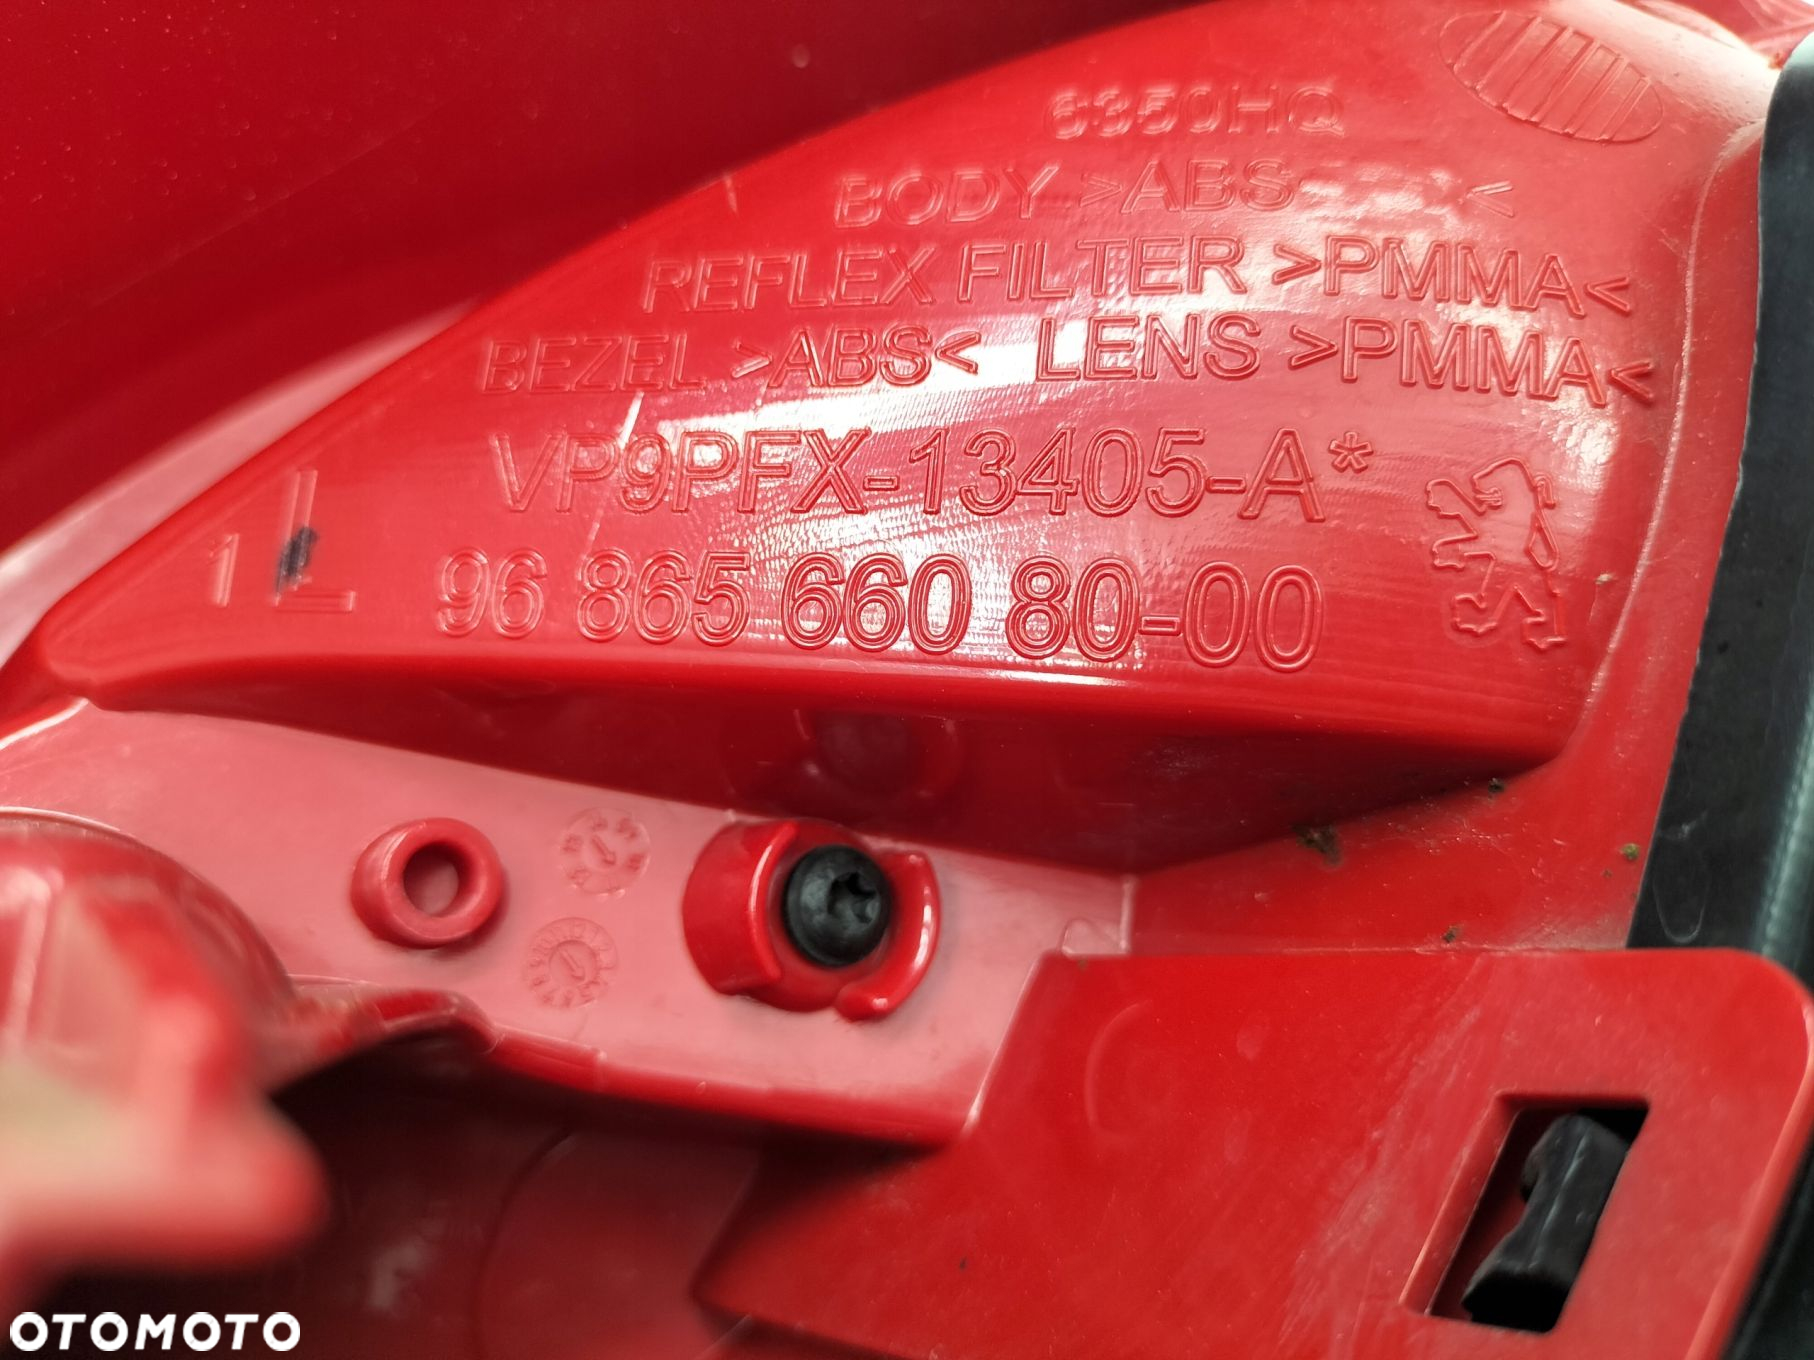 6350HQ
BODY >ABS <
REFLEX FILTER >PMMA<
BEZEL >ABS< LENS >PMMA<
VP9PFX-13405-A*
1 L
96 865 660 80-00
OTOMOTO